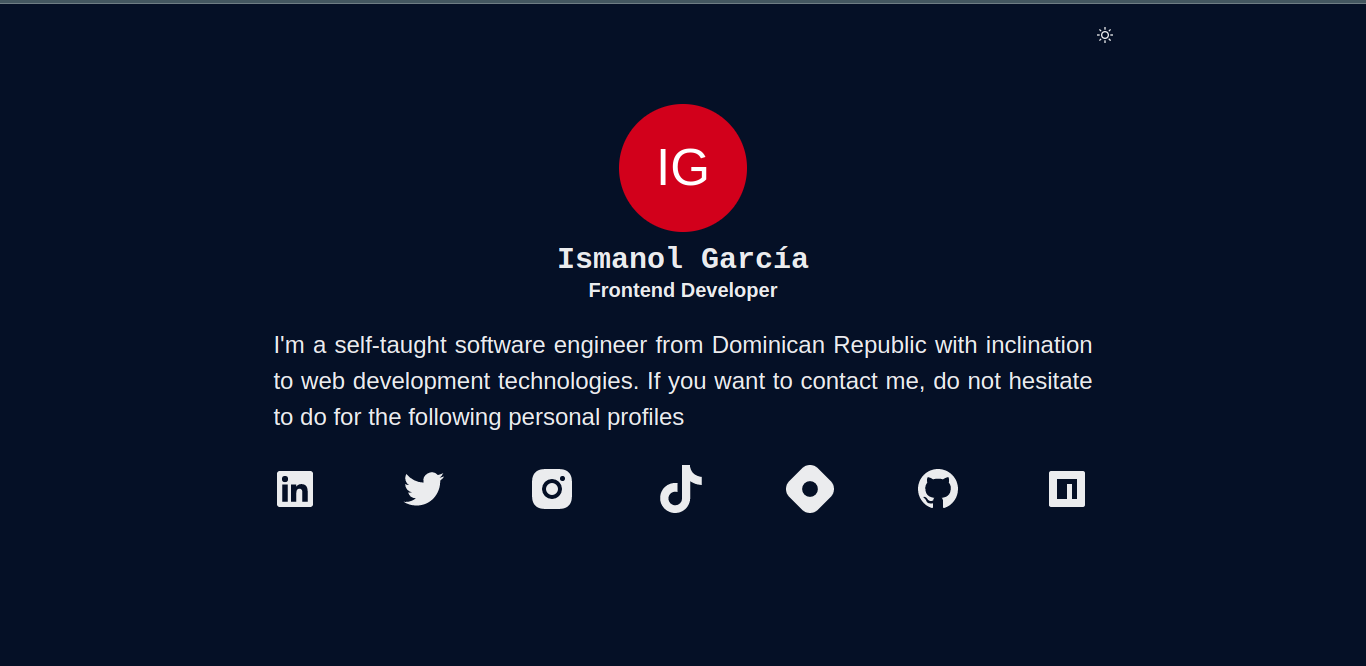 IG
Ismanol García
Frontend Developer
I'm a self-taught software engineer from Dominican Republic with inclination
to web development technologies. If you want to contact me, do not hesitate
to do for the following personal profiles
in